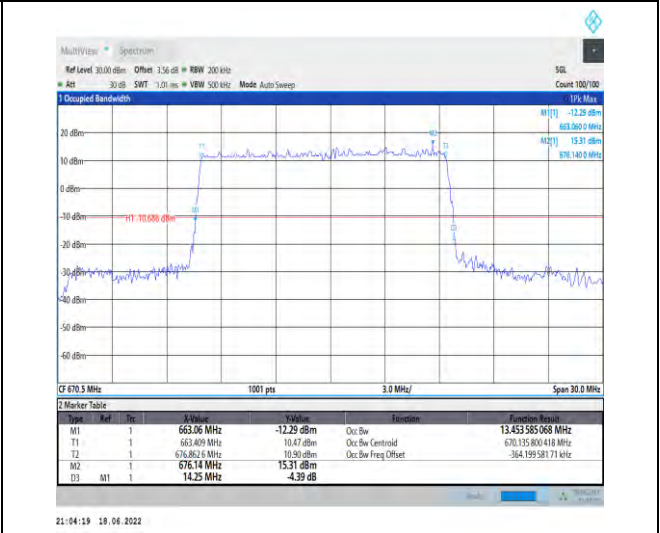 MultiView Spectrum
Ref Level 30.00 dBm Offset 3.56 dB RBW 200 kHz SGL
Att 30 dB SWT 1.01 ms VBW 500 kHz Mode Auto Sweep Count 100/100
1 Occupied Bandwidth 1Pk Max
M1[1] -12.29 dBm
663.060 0 MHz
M2[1] 15.31 dBm
676.140 0 MHz
20 dBm
M2
T1 T2
10 dBm
0 dBm
-10 dBm
H1 -10.686 dBm
M1
D3
-20 dBm
-30 dBm
-40 dBm
-50 dBm
-60 dBm
CF 670.5 MHz 1001 pts 3.0 MHz/ Span 30.0 MHz
2 Marker Table
Type Ref Trc X-Value Y-Value Function Function Result
M1 1 663.06 MHz -12.29 dBm Occ Bw 13.453 585 068 MHz
T1 1 663.409 MHz 10.47 dBm Occ Bw Centroid 670.135 800 418 MHz
T2 1 676.862 6 MHz 10.90 dBm Occ Bw Freq Offset -364.199 581 71 kHz
M2 1 676.14 MHz 15.31 dBm
D3 M1 1 14.25 MHz -4.39 dB
21:04:19 18.06.2022